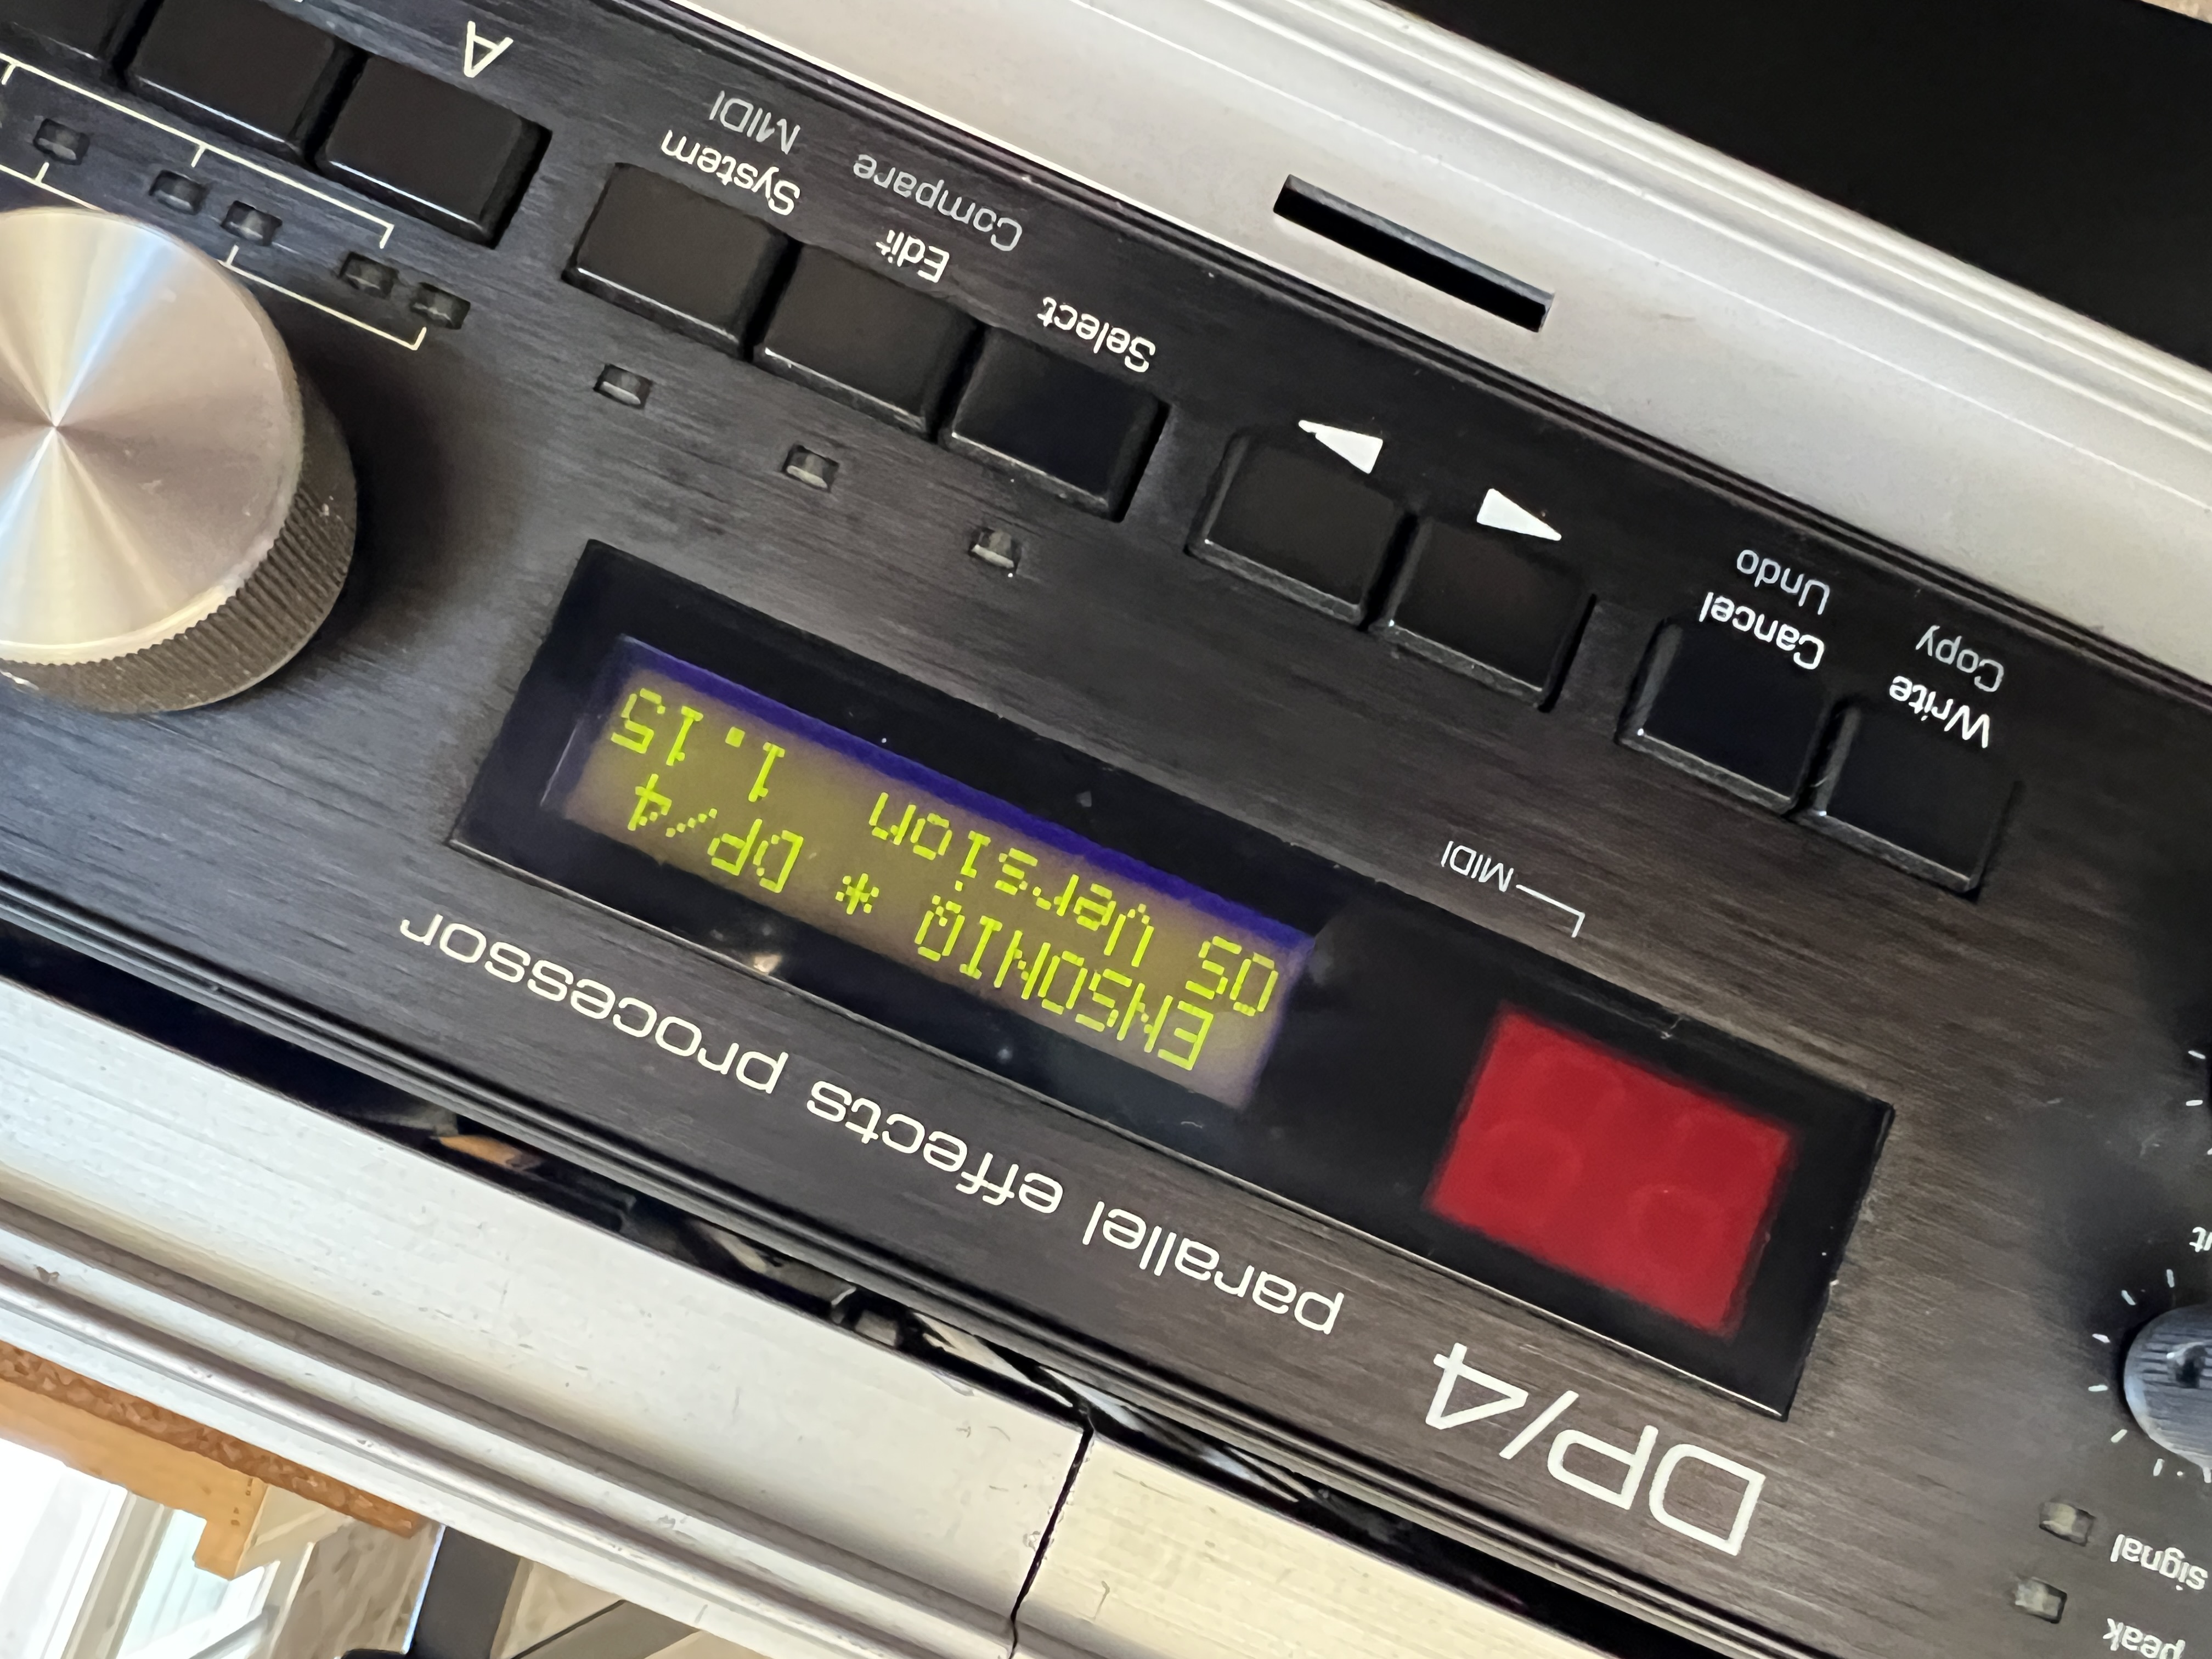 peak
signal
DP/4
parallel effects processor
ENSONIQ * DP/4
OS Version 1.15
MIDI
Write
Copy
Cancel
Undo
Select
Edit
Compare
System
MIDI
A